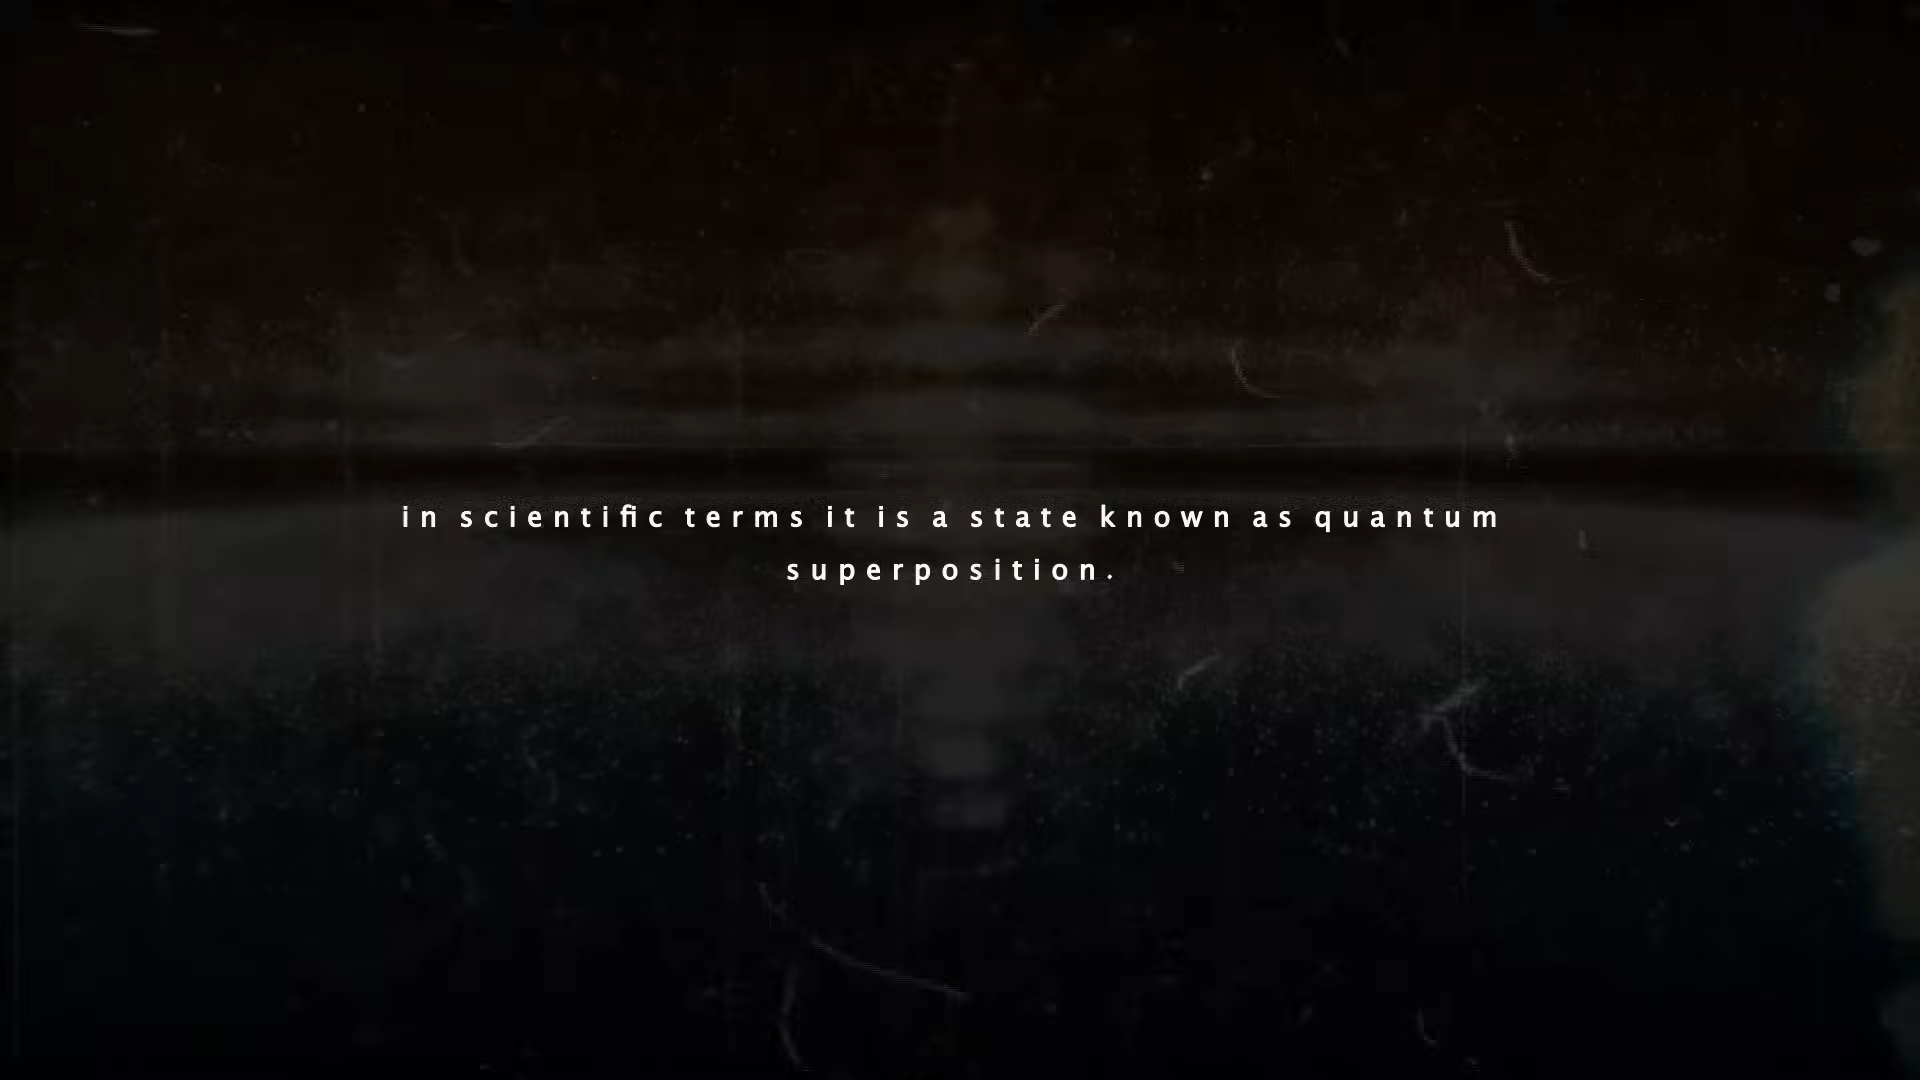 in scientific terms it is a state known as quantum
superposition.